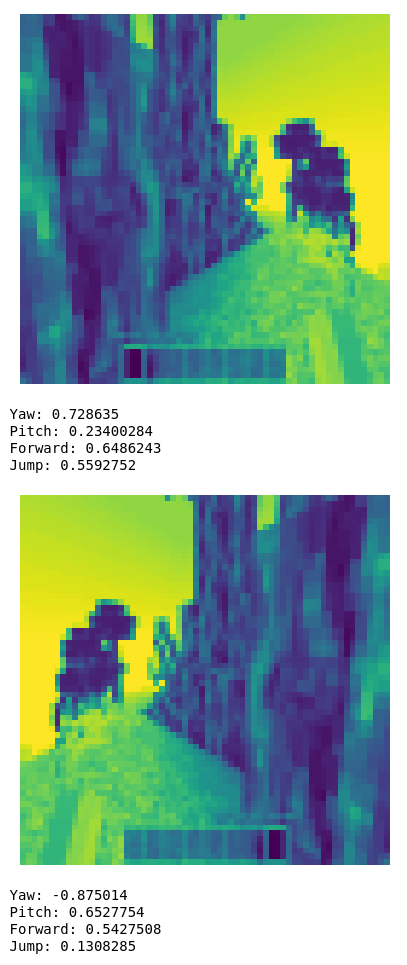 Yaw: 0.728635
Pitch: 0.23400284
Forward: 0.6486243
Jump: 0.5592752
Yaw: -0.875014
Pitch: 0.6527754
Forward: 0.5427508
Jump: 0.1308285